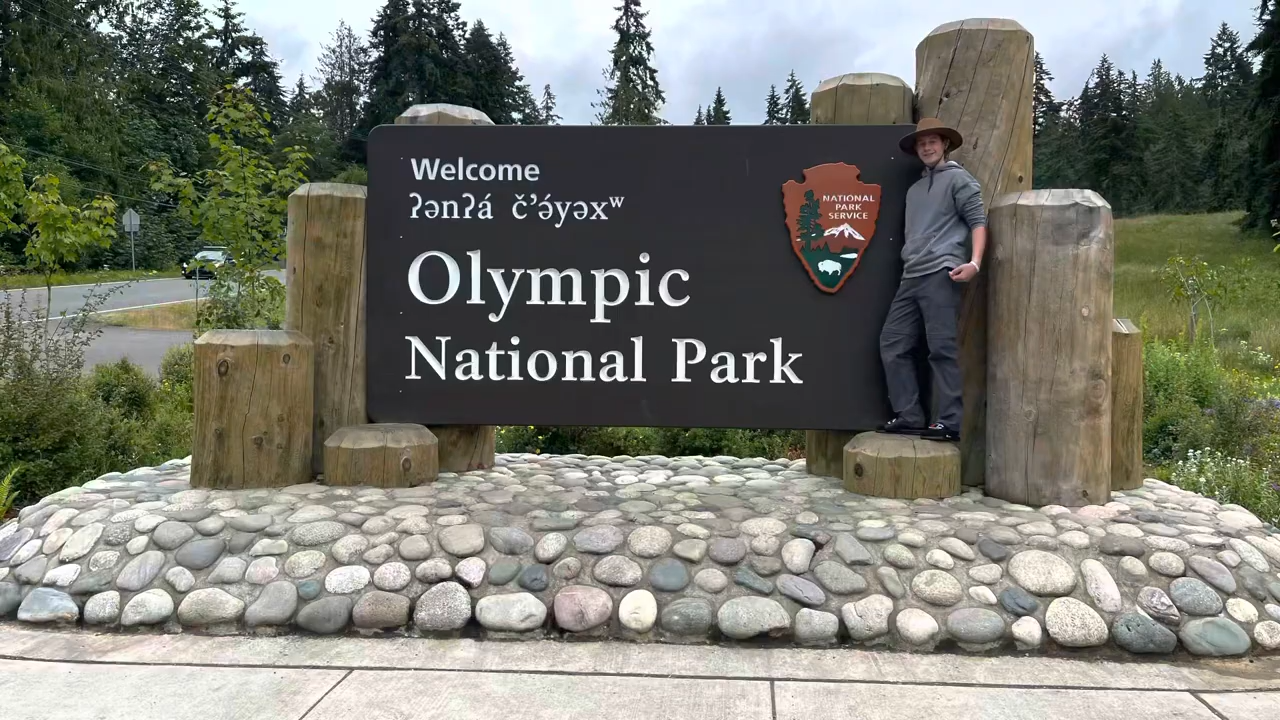 Welcome
ʔənʔá č’ə́yəxʷ
Olympic
National Park
NATIONAL
PARK
SERVICE